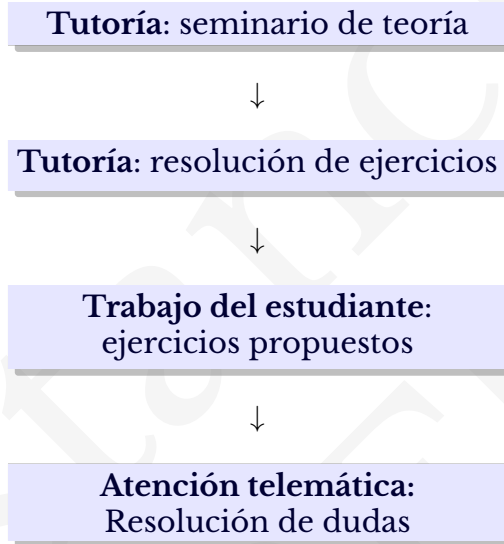 Tutoría: seminario de teoría
↓
Tutoría: resolución de ejercicios
↓
Trabajo del estudiante:
ejercicios propuestos
↓
Atención telemática:
Resolución de dudas